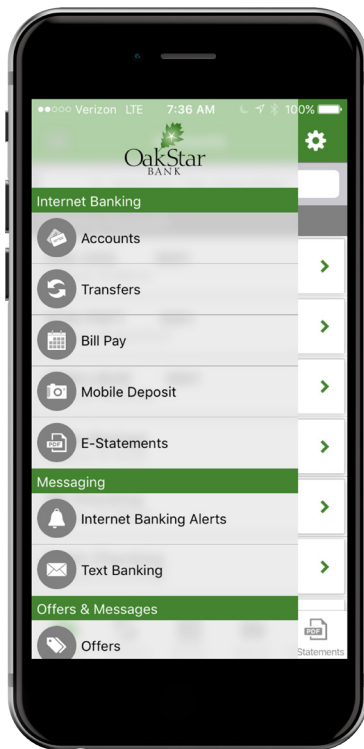 Verizon LTE 7:36 AM 100%
OakStar
BANK
Internet Banking
Accounts
Transfers
Bill Pay
Mobile Deposit
PDF E-Statements
Messaging
Internet Banking Alerts
Text Banking
Offers & Messages
Offers
PDF
Statements